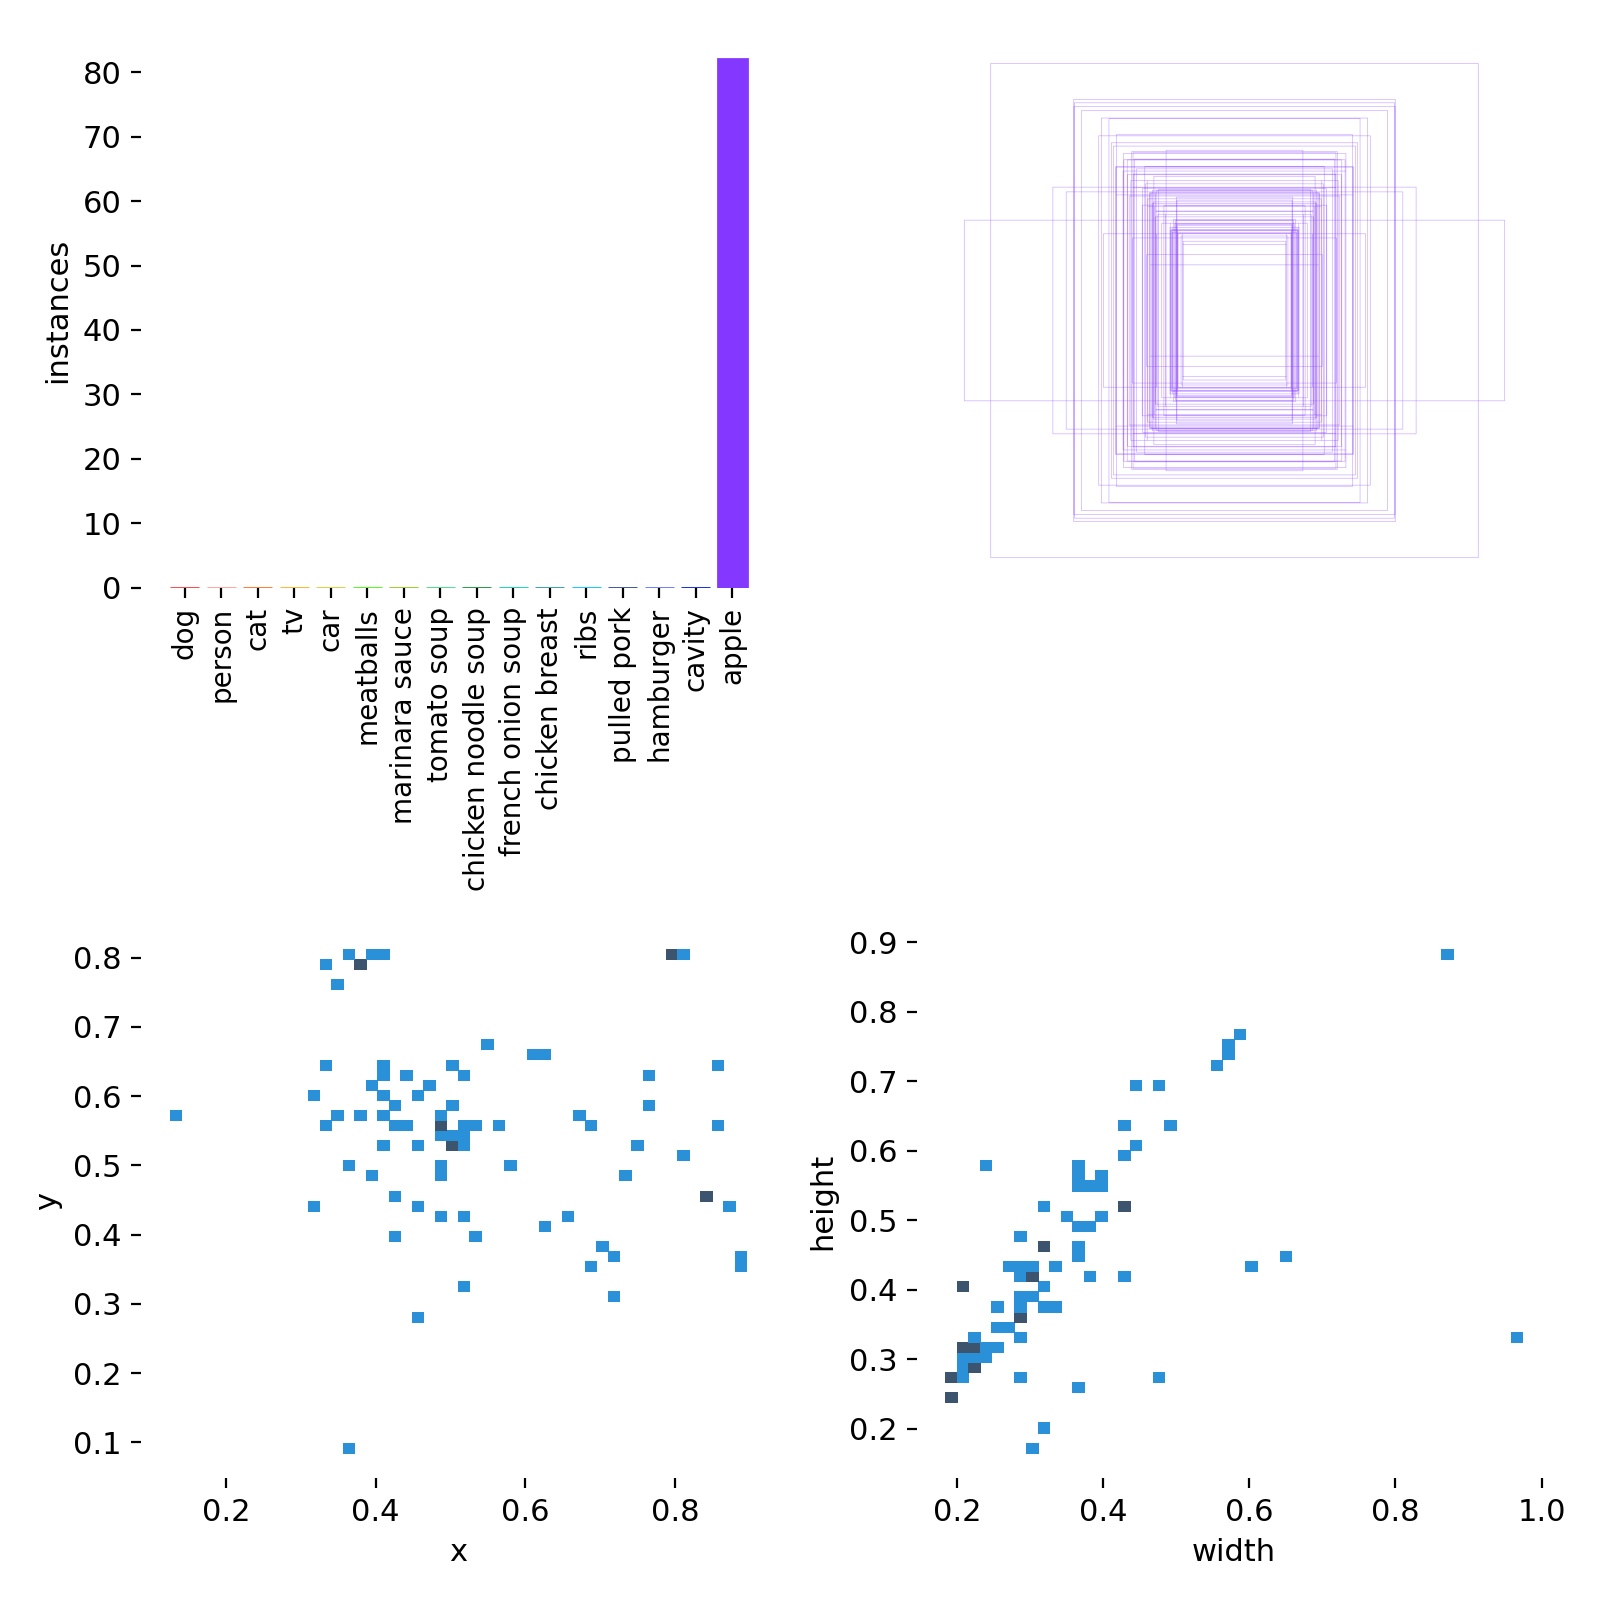 instances
80
70
60
50
40
30
20
10
0
dog
person
cat
tv
car
meatballs
marinara sauce
tomato soup
chicken noodle soup
french onion soup
chicken breast
ribs
pulled pork
hamburger
cavity
apple
y
0.8
0.7
0.6
0.5
0.4
0.3
0.2
0.1
0.2 0.4 0.6 0.8
x
height
0.9
0.8
0.7
0.6
0.5
0.4
0.3
0.2
0.2 0.4 0.6 0.8 1.0
width